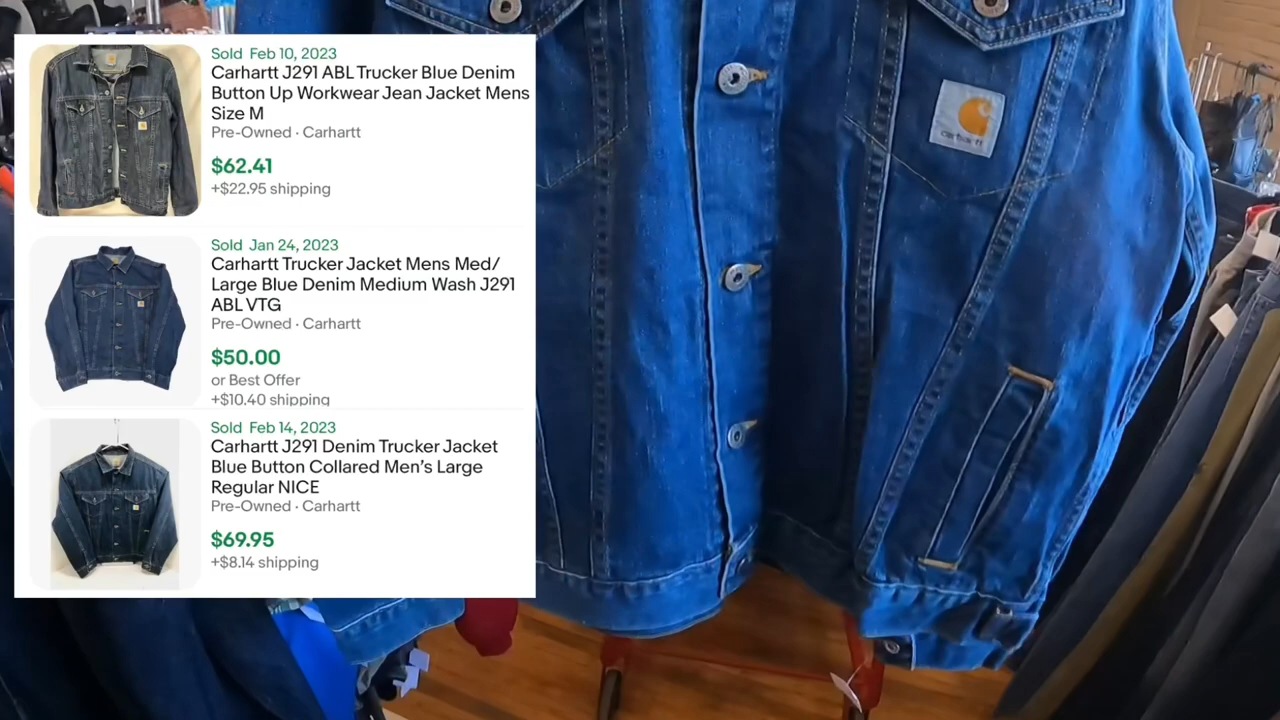 Sold Feb 10, 2023
Carhartt J291 ABL Trucker Blue Denim
Button Up Workwear Jean Jacket Mens
Size M
Pre-Owned · Carhartt
$62.41
+$22.95 shipping
Sold Jan 24, 2023
Carhartt Trucker Jacket Mens Med/
Large Blue Denim Medium Wash J291
ABL VTG
Pre-Owned · Carhartt
$50.00
or Best Offer
+$10.40 shipping
Sold Feb 14, 2023
Carhartt J291 Denim Trucker Jacket
Blue Button Collared Men's Large
Regular NICE
Pre-Owned · Carhartt
$69.95
+$8.14 shipping
carhartt